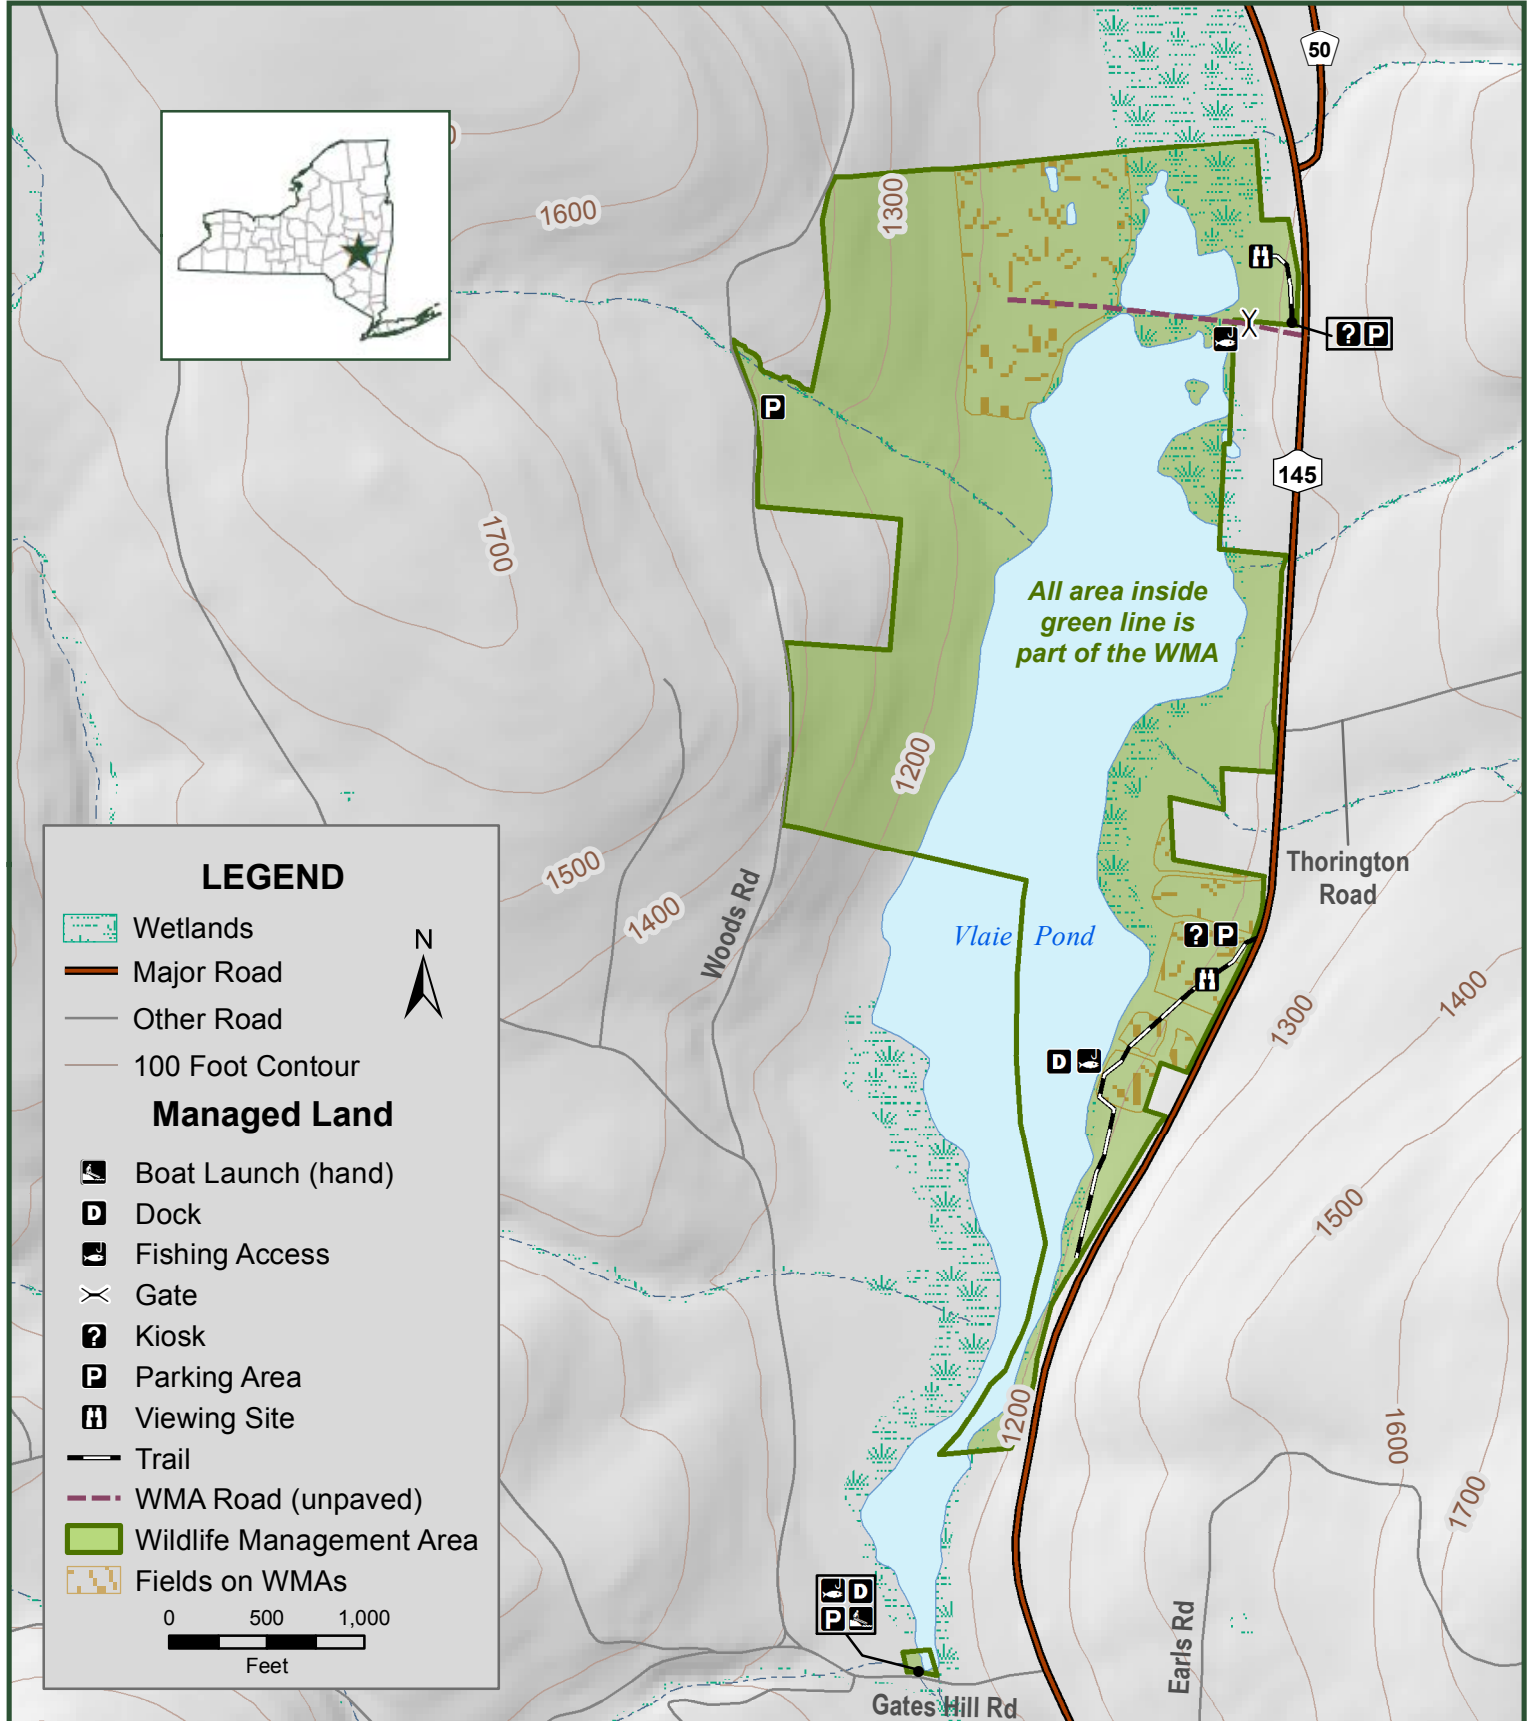 50
0
1600
1300
?
P
P
145
1700
All area inside
green line is
part of the WMA
1200
Thorington
Road
1500
1400
Woods Rd
Vlaie Pond
? P
1300
1400
D
1500
1200
1600
1700
LEGEND
Wetlands
N
Major Road
Other Road
100 Foot Contour
Managed Land
Boat Launch (hand)
D Dock
Fishing Access
Gate
? Kiosk
P Parking Area
Viewing Site
Trail
WMA Road (unpaved)
Wildlife Management Area
Fields on WMAs
0 500 1,000
Feet
D
P
Earls Rd
Gates Hill Rd